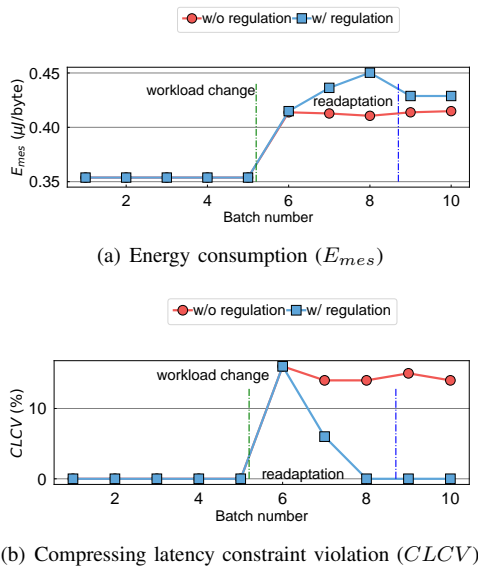 w/o regulation w/ regulation
0.45
workload change
readaptation
0.40
0.35
E_mes (μJ/byte)
2 4 6 8 10
Batch number
(a) Energy consumption (E_mes)
w/o regulation w/ regulation
workload change
10
readaptation
0
CLCV (%)
2 4 6 8 10
Batch number
(b) Compressing latency constraint violation (CLCV)